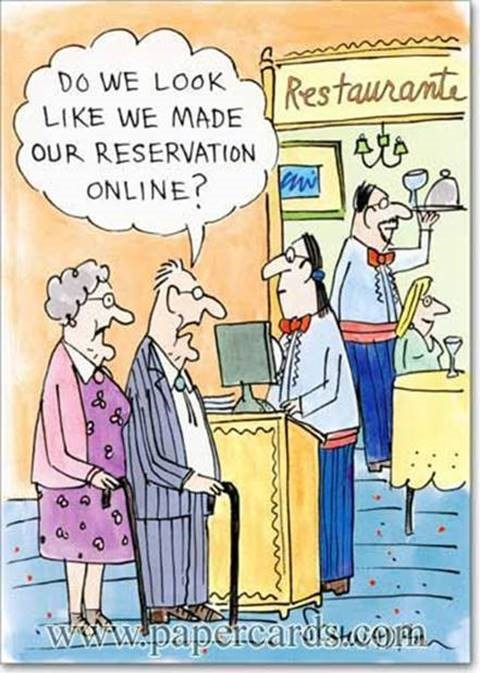 DO WE LOOK
LIKE WE MADE
OUR RESERVATION
ONLINE?
Restaurante
www.papercards.com